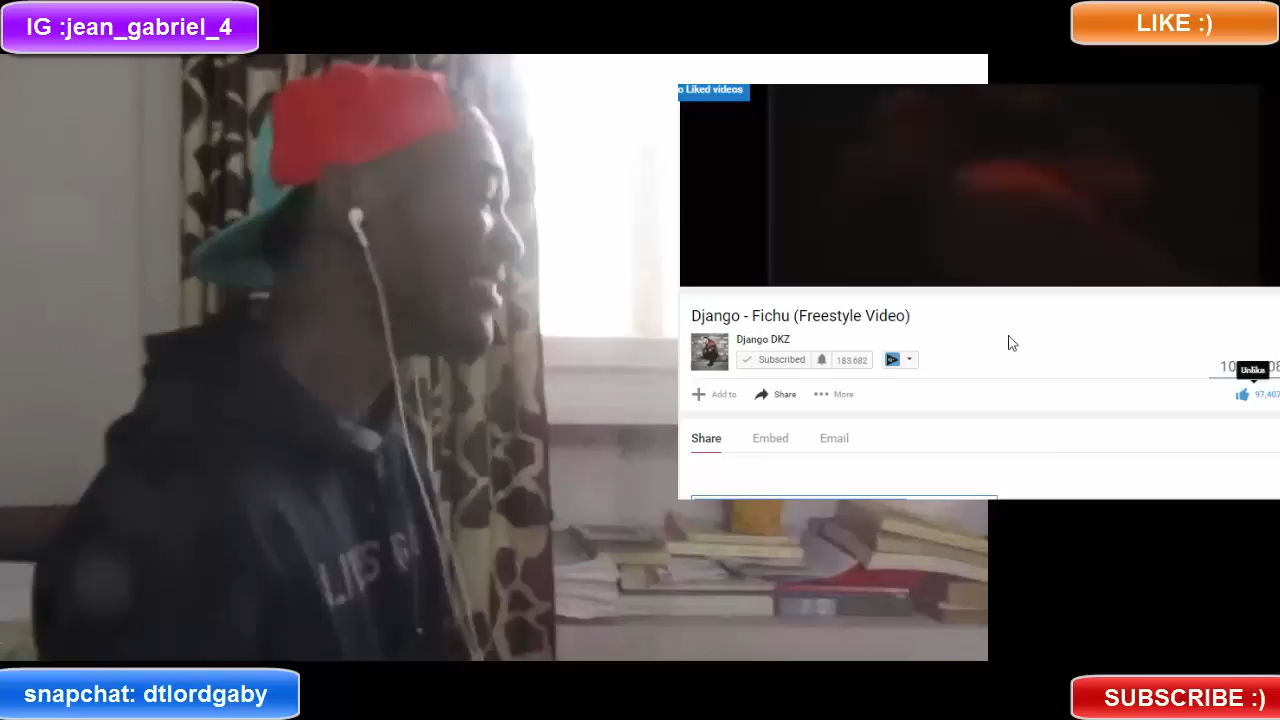 IG :jean_gabriel_4
LIKE :)
o Liked videos
Django - Fichu (Freestyle Video)
Django DKZ
Subscribed 183.682
Unlike
Add to Share More
97,407
Share Embed Email
snapchat: dtlordgaby
SUBSCRIBE :)